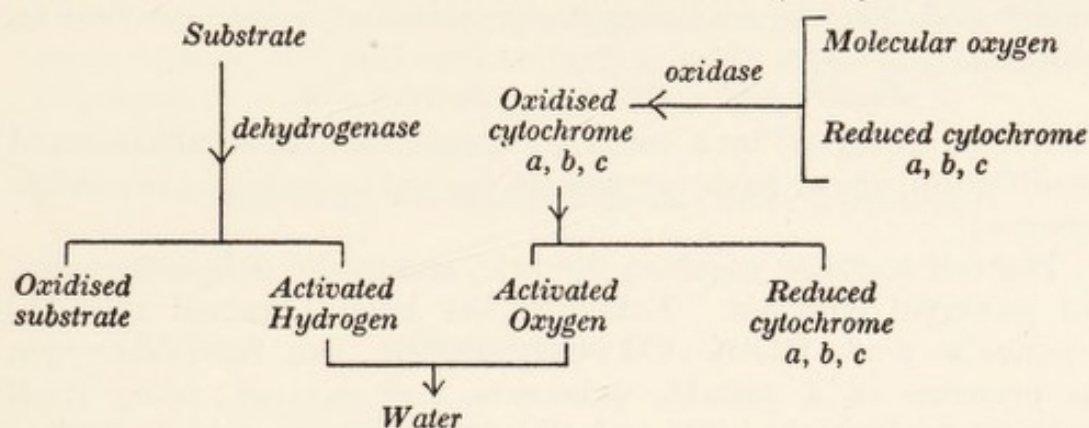 Substrate
dehydrogenase
Oxidised
substrate
Activated
Hydrogen
Water
Oxidised
cytochrome
a, b, c
oxidase
Molecular oxygen
Reduced cytochrome
a, b, c
Activated
Oxygen
Reduced
cytochrome
a, b, c